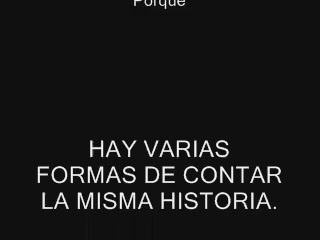 Porque
HAY VARIAS
FORMAS DE CONTAR
LA MISMA HISTORIA.